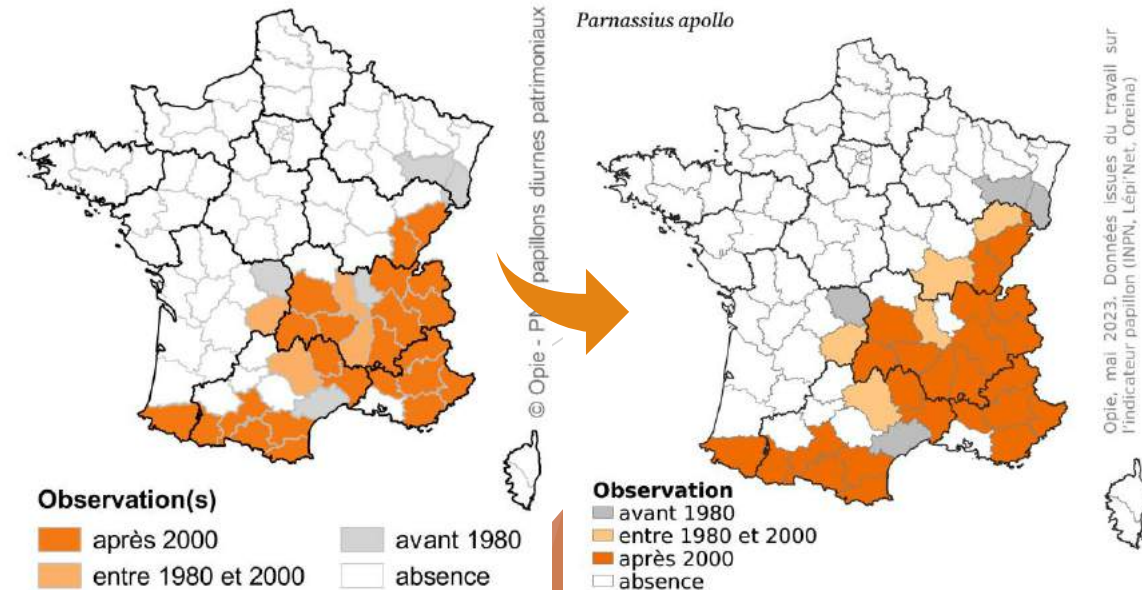 © Opie - PN papillons diurnes patrimoniaux
Observation(s)
après 2000
entre 1980 et 2000
avant 1980
absence
Parnassius apollo
Opie, mai 2023. Données issues du travail sur
l'indicateur papillon (INPN, Lépi'Net, Oreina)
Observation
avant 1980
entre 1980 et 2000
après 2000
absence